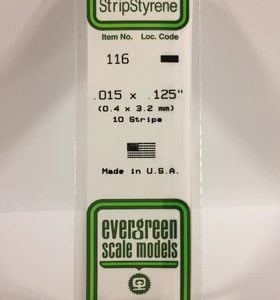 StripStyrene
Item No. Loc. Code
116
.015 x .125"
(0.4 x 3.2 mm)
10 Strips
Made in U.S.A.
evergreen
scale models